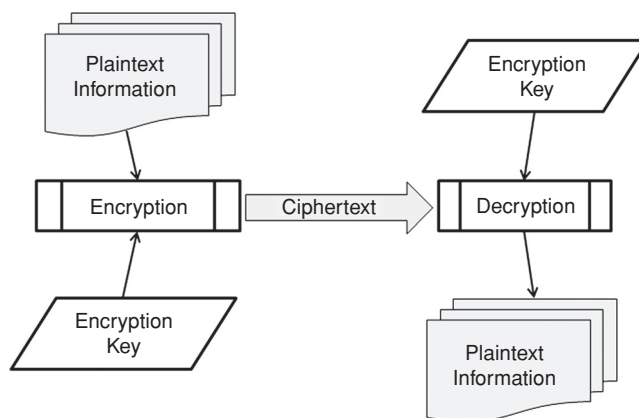 Plaintext
Information
Encryption
Key
Encryption
Ciphertext
Decryption
Encryption
Key
Plaintext
Information